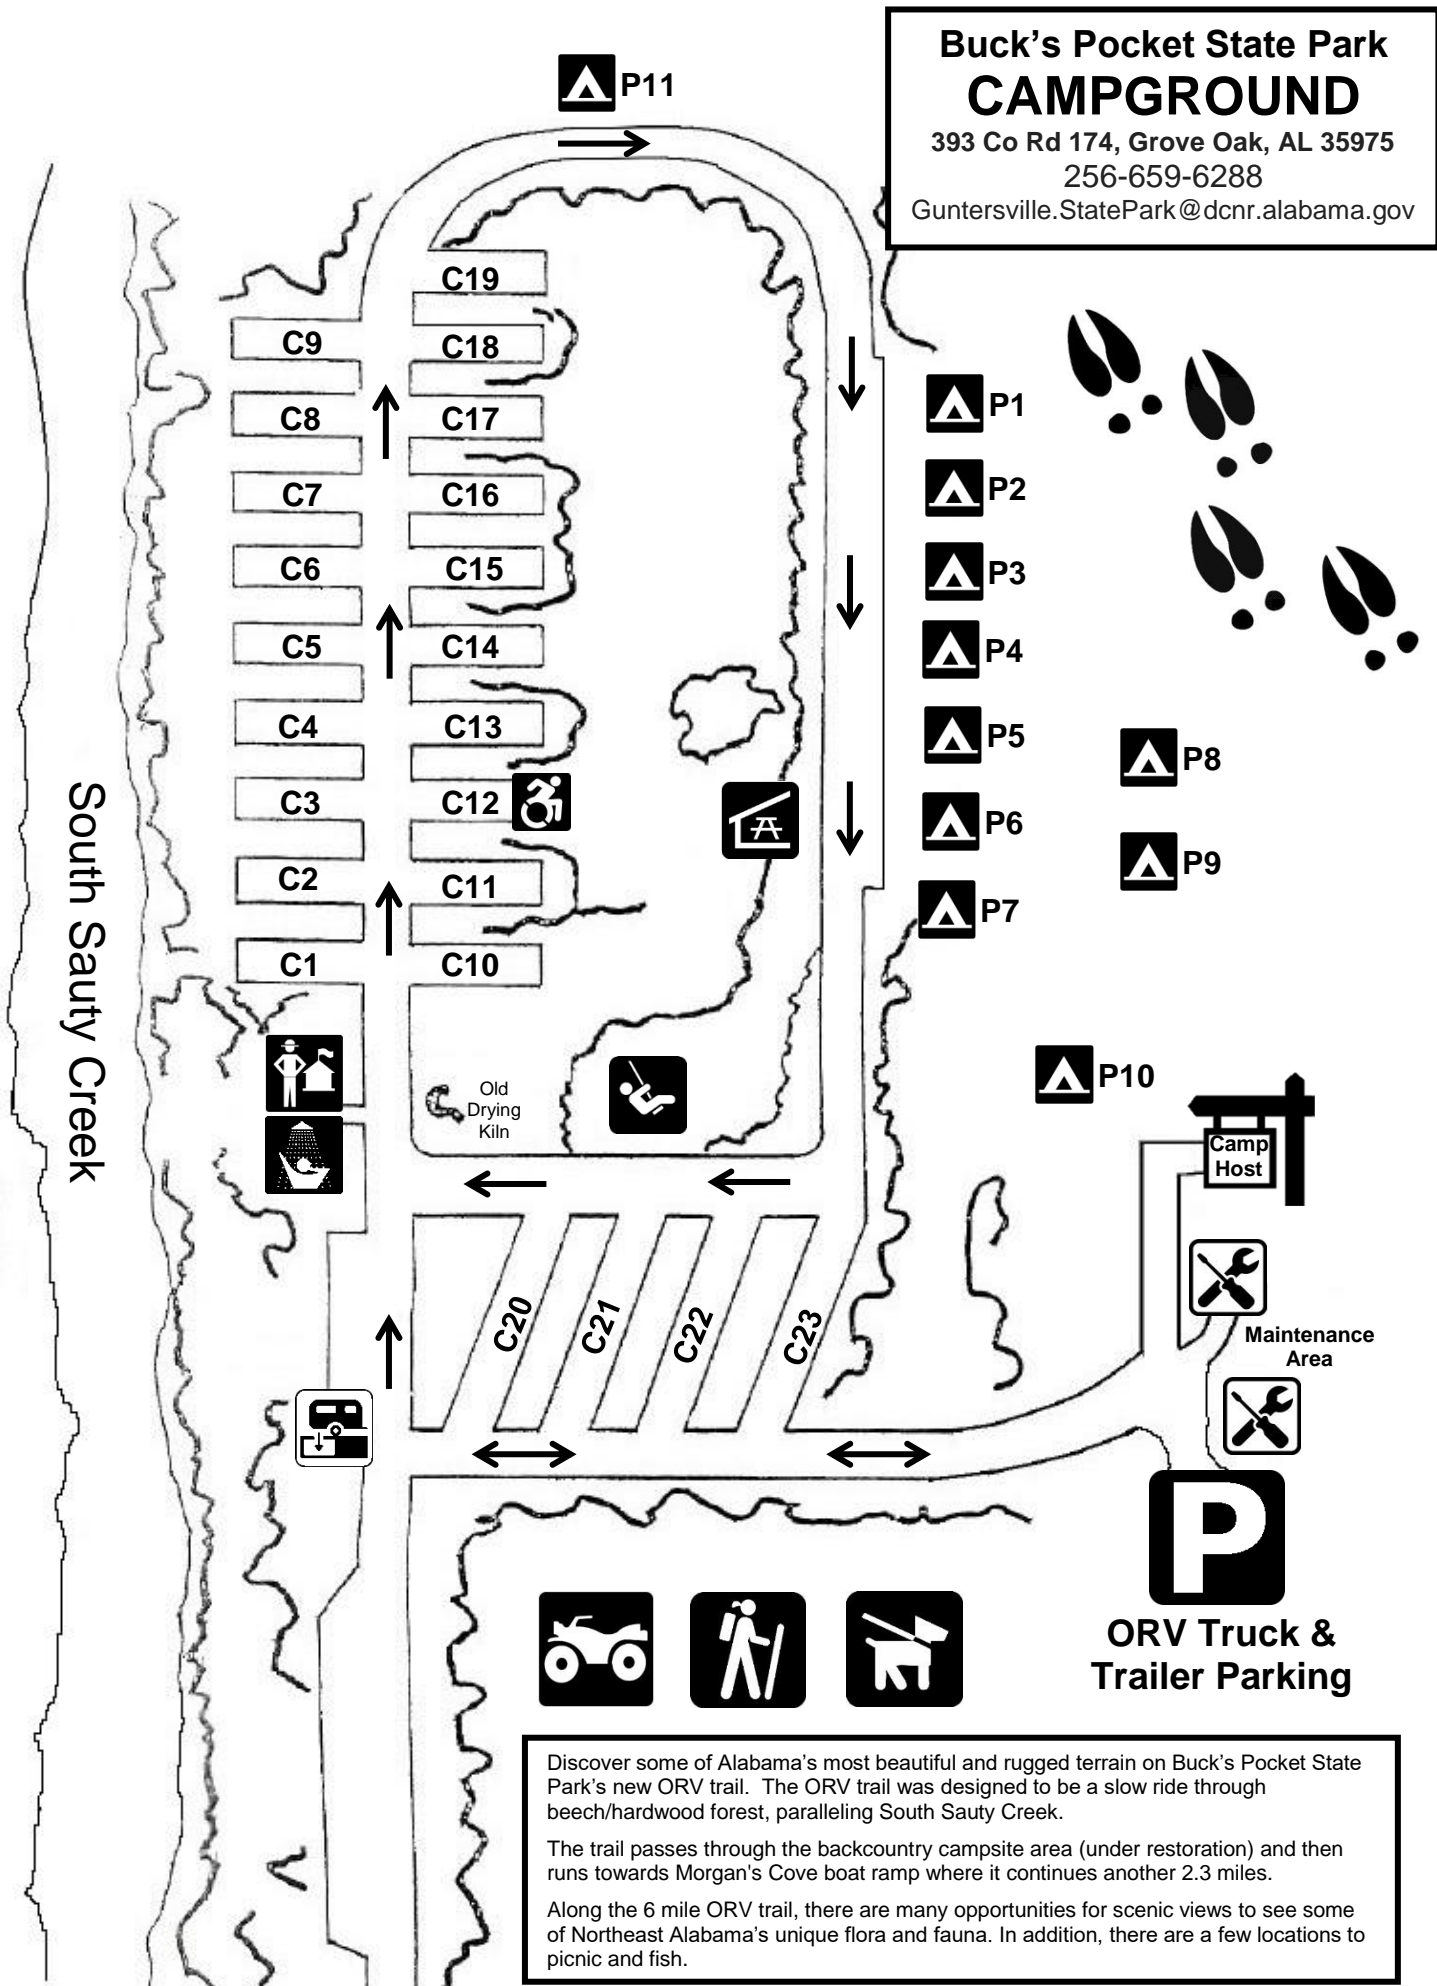 Buck's Pocket State Park
CAMPGROUND
393 Co Rd 174, Grove Oak, AL 35975
256-659-6288
Guntersville.StatePark@dcnr.alabama.gov
P11
C19
C9
C18
C8
C17
P1
C7
C16
P2
C6
C15
P3
C5
C14
P4
C4
C13
P5
P8
C3
C12
P6
P9
C2
C11
P7
C1
C10
South Sauty Creek
Old
Drying
Kiln
P10
Camp
Host
C20
C21
C22
C23
Maintenance
Area
P
ORV Truck &
Trailer Parking
Discover some of Alabama's most beautiful and rugged terrain on Buck's Pocket State
Park's new ORV trail.  The ORV trail was designed to be a slow ride through
beech/hardwood forest, paralleling South Sauty Creek.
The trail passes through the backcountry campsite area (under restoration) and then
runs towards Morgan's Cove boat ramp where it continues another 2.3 miles.
Along the 6 mile ORV trail, there are many opportunities for scenic views to see some
of Northeast Alabama's unique flora and fauna. In addition, there are a few locations to
picnic and fish.